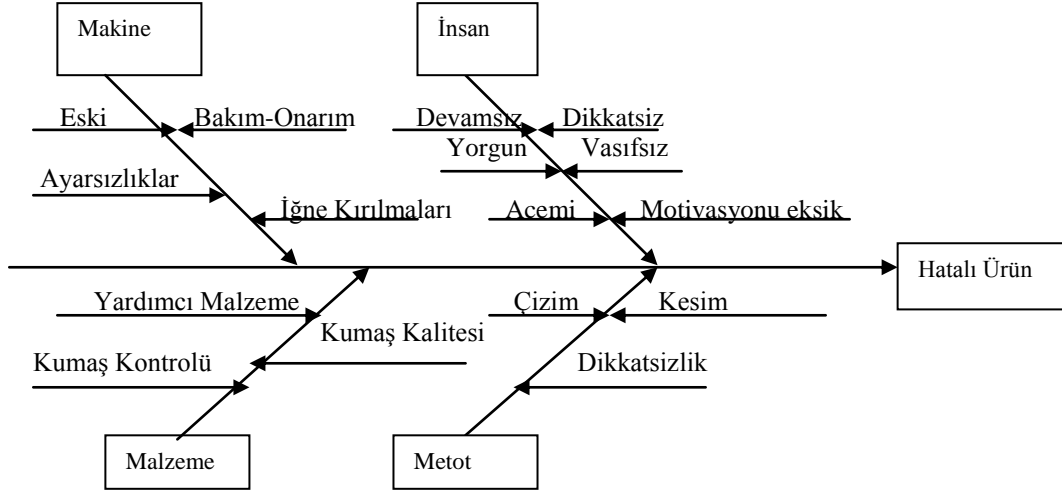 Makine
İnsan
Eski
Bakım-Onarım
Devamsız
Dikkatsiz
Yorgun
Vasıfsız
Ayarsızlıklar
İğne Kırılmaları
Acemi
Motivasyonu eksik
Hatalı Ürün
Yardımcı Malzeme
Çizim
Kesim
Kumaş Kalitesi
Kumaş Kontrolü
Dikkatsizlik
Malzeme
Metot